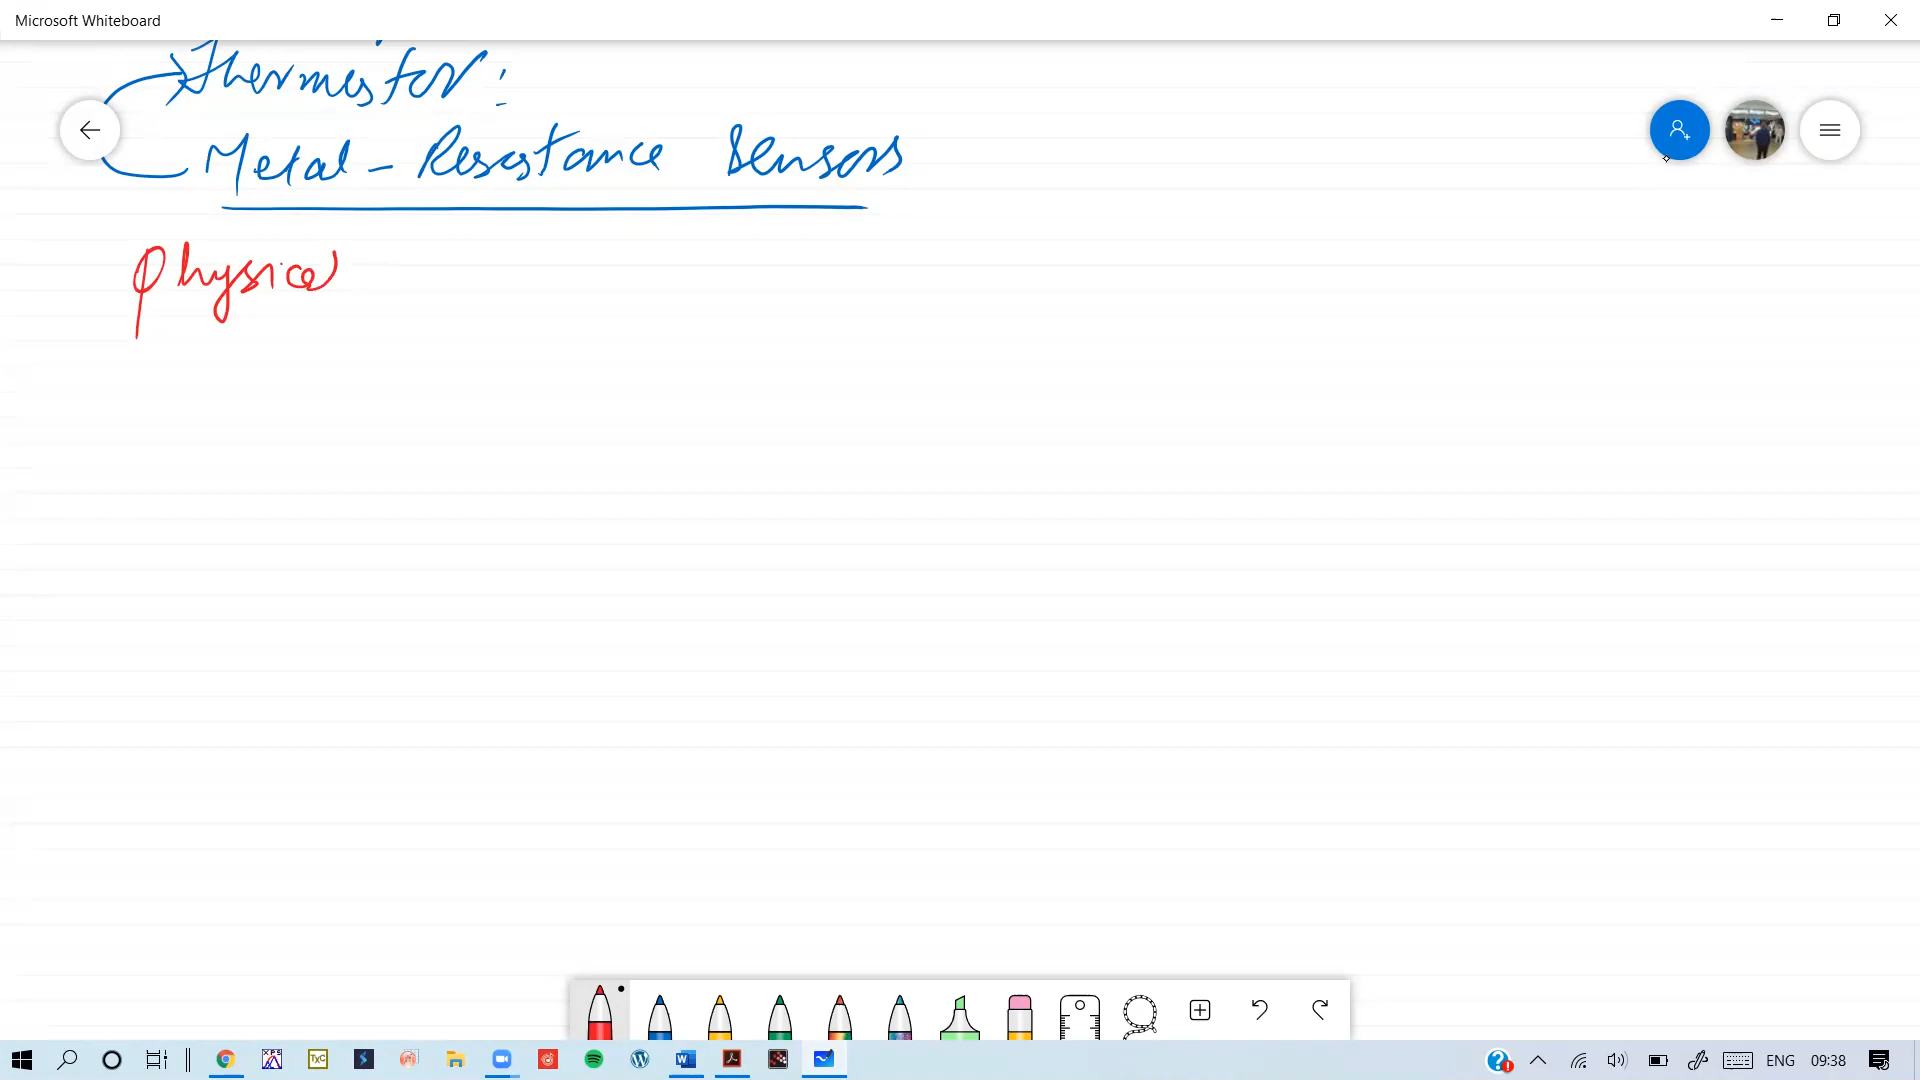 Microsoft Whiteboard
Thermistor:
Metal - Resistance Sensors
Physical
ENG 09:38